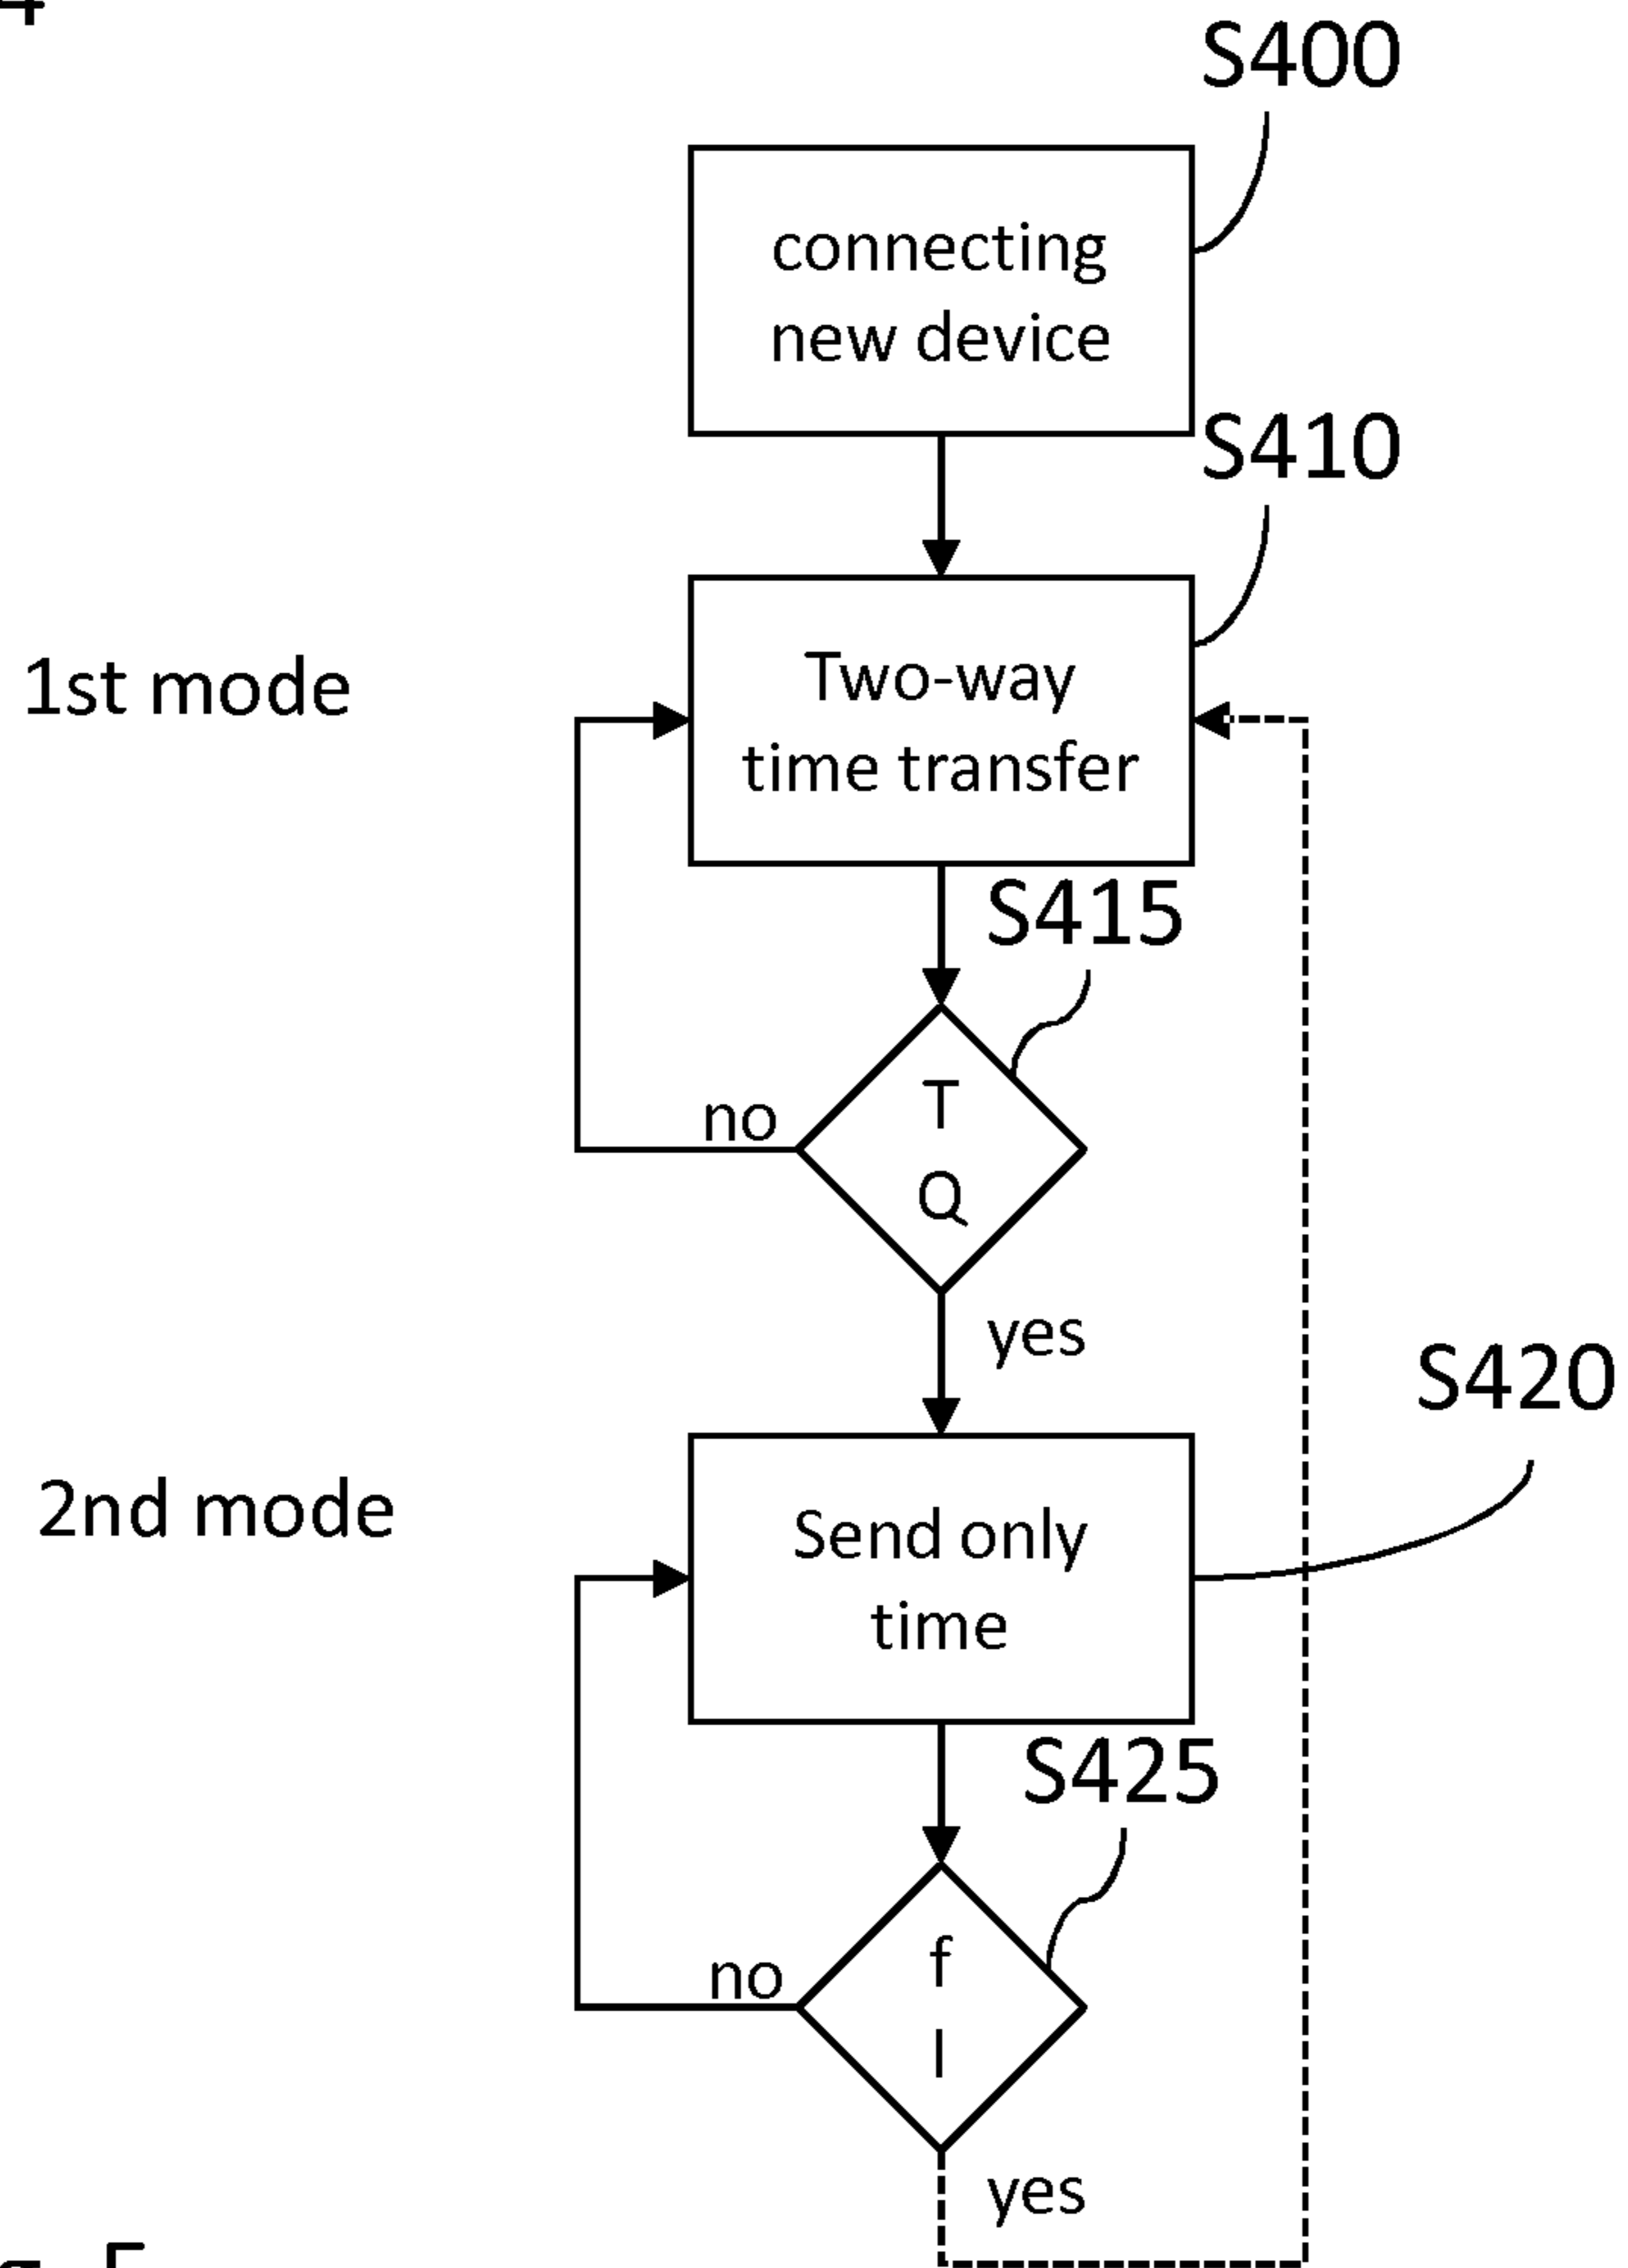 4
S400
connecting
new device
S410
1st mode
Two-way
time transfer
S415
no
T
Q
yes
S420
2nd mode
Send only
time
S425
no
f
I
yes